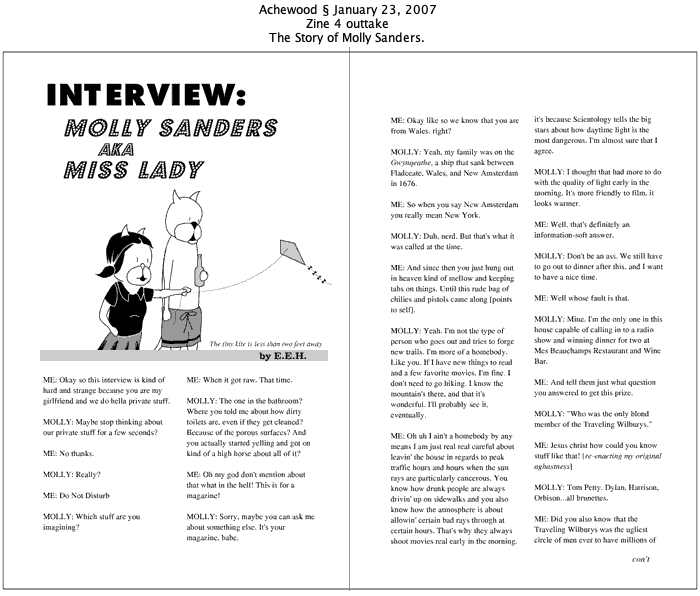 Achewood § January 23, 2007
Zine 4 outtake
The Story of Molly Sanders.
INTERVIEW:
MOLLY SANDERS
AKA
MISS LADY
The tiny kite is less than two feet away
by E.E.H.
ME: Okay so this interview is kind of
hard and strange because you are my
girlfriend and we do hella private stuff.
MOLLY: Maybe stop thinking about
our private stuff for a few seconds?
ME: No thanks.
MOLLY: Really?
ME: Do Not Disturb
MOLLY: Which stuff are you
imagining?
ME: When it got raw. That time.
MOLLY: The one in the bathroom?
Where you told me about how dirty
toilets are, even if they get cleaned?
Because of the porous surfaces? And
you actually started yelling and got on
kind of a high horse about all of it?
ME: Oh my god don't mention about
that what in the hell! This is for a
magazine!
MOLLY: Sorry, maybe you can ask me
about something else. It's your
magazine, babe.
ME: Okay like so we know that you are
from Wales, right?
MOLLY: Yeah, my family was on the
Gwynqeathe, a ship that sank between
Fladceate, Wales, and New Amsterdam
in 1676.
ME: So when you say New Amsterdam
you really mean New York.
MOLLY: Duh, nerd. But that's what it
was called at the time.
ME: And since then you just hung out
in heaven kind of mellow and keeping
tabs on things. Until this rude bag of
chilies and pistols came along [points
to self].
MOLLY: Yeah. I'm not the type of
person who goes out and tries to forge
new trails. I'm more of a homebody.
Like you. If I have new things to read
and a few favorite movies, I'm fine. I
don't need to go hiking. I know the
mountain's there, and that it's
wonderful. I'll probably see it,
eventually.
ME: Oh uh I ain't a homebody by any
means I am just real real careful about
leavin' the house in regards to peak
traffic hours and hours when the sun
rays are particularly cancerous. You
know how drunk people are always
drivin' up on sidewalks and you also
know how the atmosphere is about
allowin' certain bad rays through at
certain hours. That's why they always
shoot movies real early in the morning,
it's because Scientology tells the big
stars about how daytime light is the
most dangerous. I'm almost sure that I
agree.
MOLLY: I thought that had more to do
with the quality of light early in the
morning. It's more friendly to film, it
looks warmer.
ME: Well, that's definitely an
information-soft answer.
MOLLY: Don't be an ass. We still have
to go out to dinner after this, and I want
to have a nice time.
ME: Well whose fault is that.
MOLLY: Mine. I'm the only one in this
house capable of calling in to a radio
show and winning dinner for two at
Mes Beauchamps Restaurant and Wine
Bar.
ME: And tell them just what question
you answered to get this prize.
MOLLY: "Who was the only blond
member of the Traveling Wilburys."
ME: Jesus christ how could you know
stuff like that! [re-enacting my original
aghastness]
MOLLY: Tom Petty. Dylan, Harrison,
Orbison...all brunettes.
ME: Did you also know that the
Traveling Wilburys was the ugliest
circle of men ever to have millions of
con't